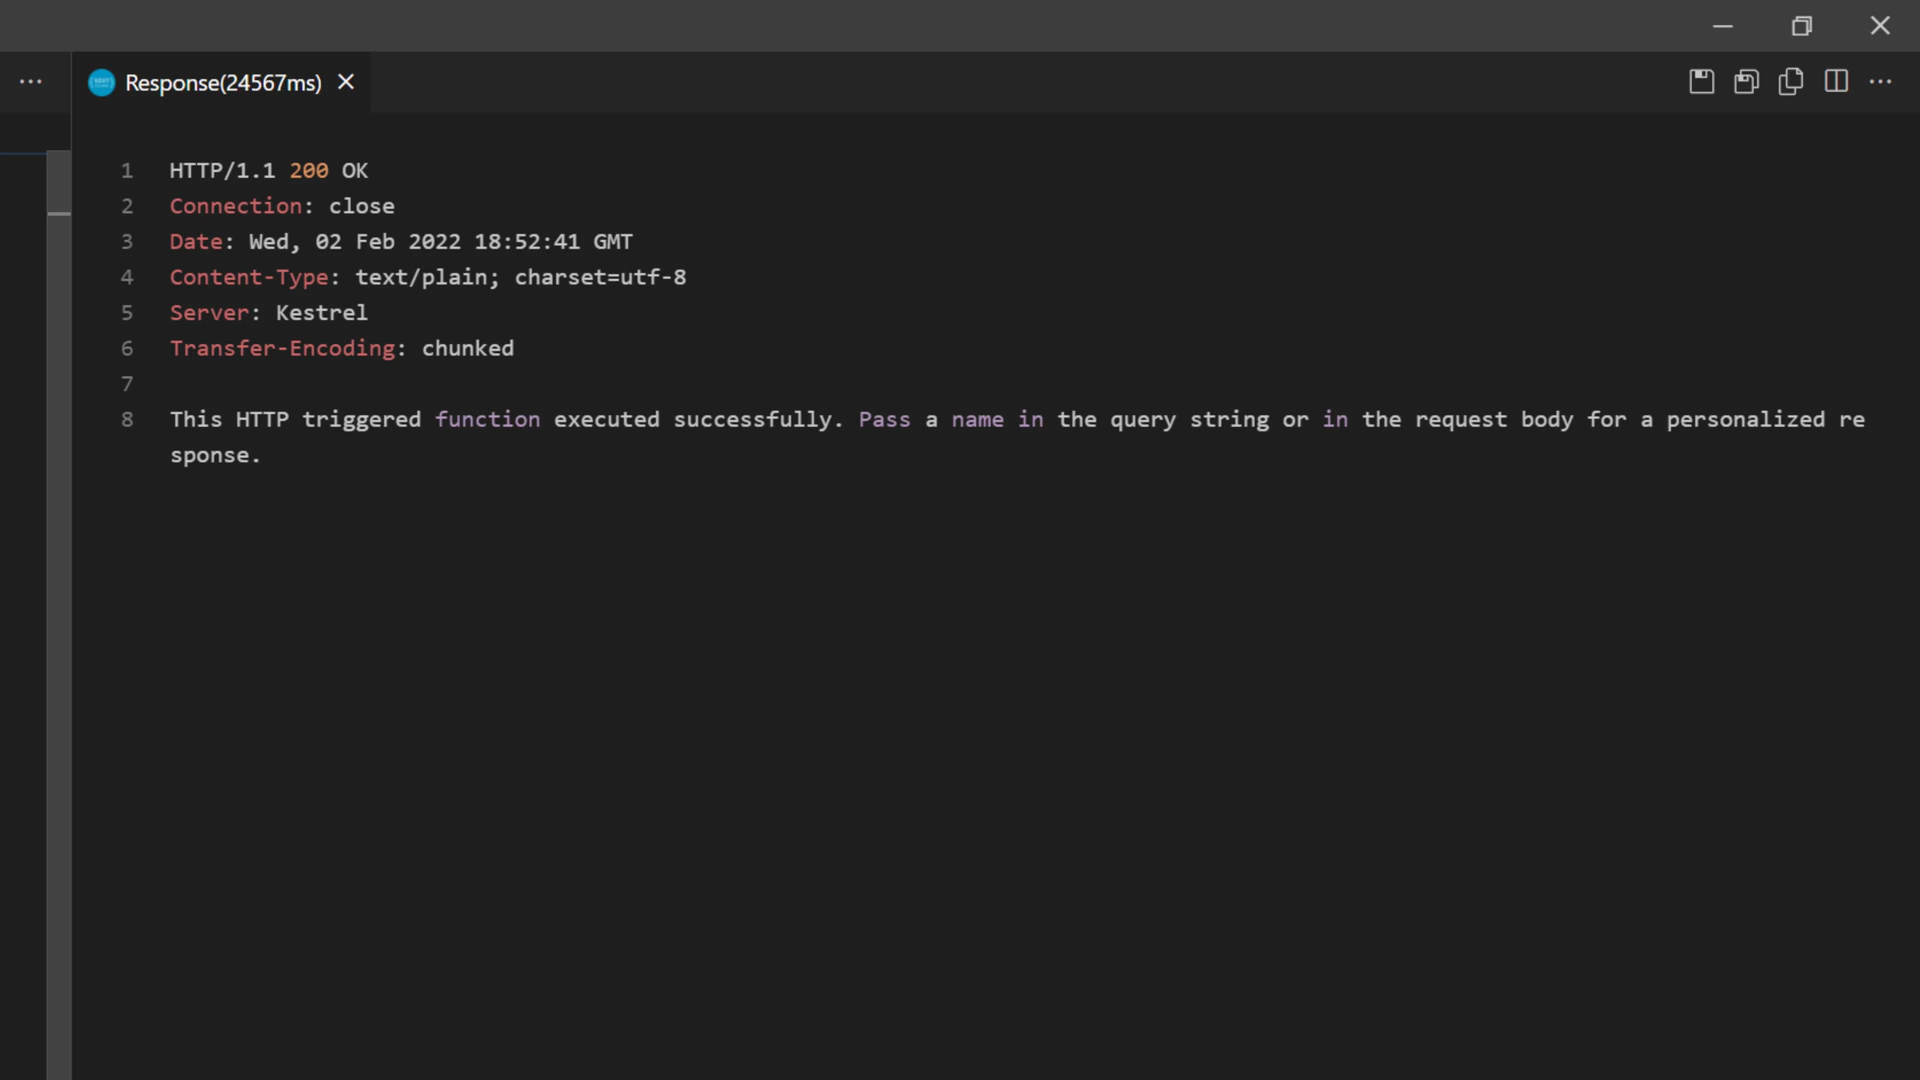 Response(24567ms)
1 HTTP/1.1 200 OK
2 Connection: close
3 Date: Wed, 02 Feb 2022 18:52:41 GMT
4 Content-Type: text/plain; charset=utf-8
5 Server: Kestrel
6 Transfer-Encoding: chunked
7
8 This HTTP triggered function executed successfully. Pass a name in the query string or in the request body for a personalized re
sponse.